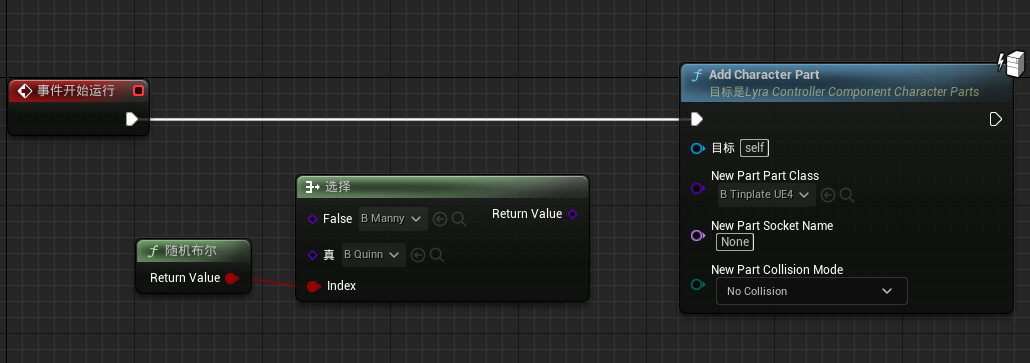 事件开始运行
Add Character Part
目标是Lyra Controller Component Character Parts
目标 self
New Part Part Class
B Tinplate UE4
New Part Socket Name
None
New Part Collision Mode
No Collision
选择
False B Manny Return Value
真 B Quinn
Index
随机布尔
Return Value